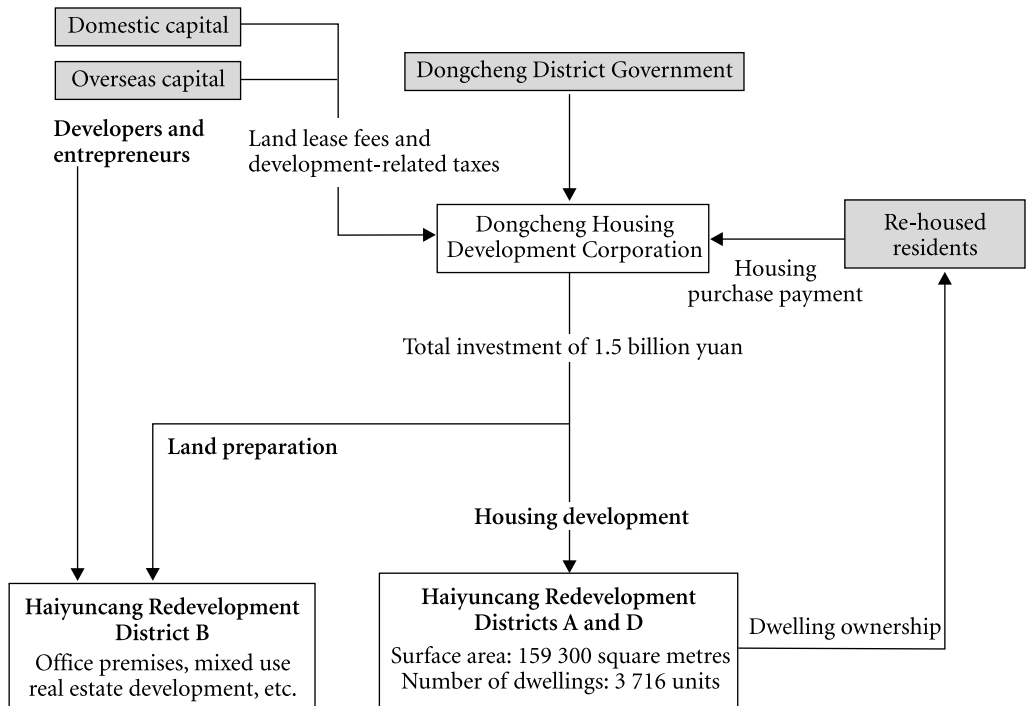 Domestic capital
Overseas capital
Dongcheng District Government
Developers and
entrepreneurs
Land lease fees and
development-related taxes
Dongcheng Housing
Development Corporation
Re-housed
residents
Housing
purchase payment
Total investment of 1.5 billion yuan
Land preparation
Housing development
Haiyuncang Redevelopment
District B
Office premises, mixed use
real estate development, etc.
Haiyuncang Redevelopment
Districts A and D
Surface area: 159 300 square metres
Number of dwellings: 3 716 units
Dwelling ownership